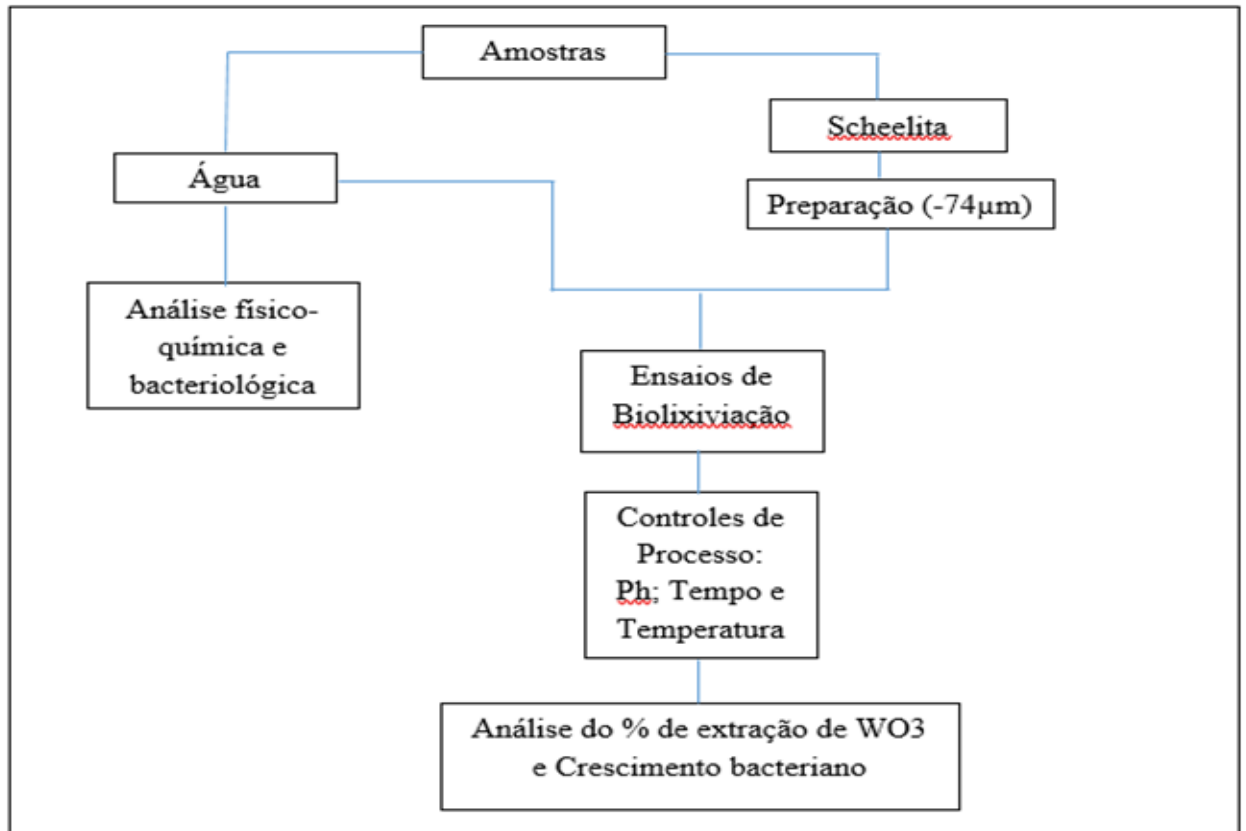 Amostras
Scheelita
Água
Preparação (-74µm)
Análise físico-
química e
bacteriológica
Ensaios de
Biolixiviação
Controles de
Processo:
Ph; Tempo e
Temperatura
Análise do % de extração de WO3
e Crescimento bacteriano